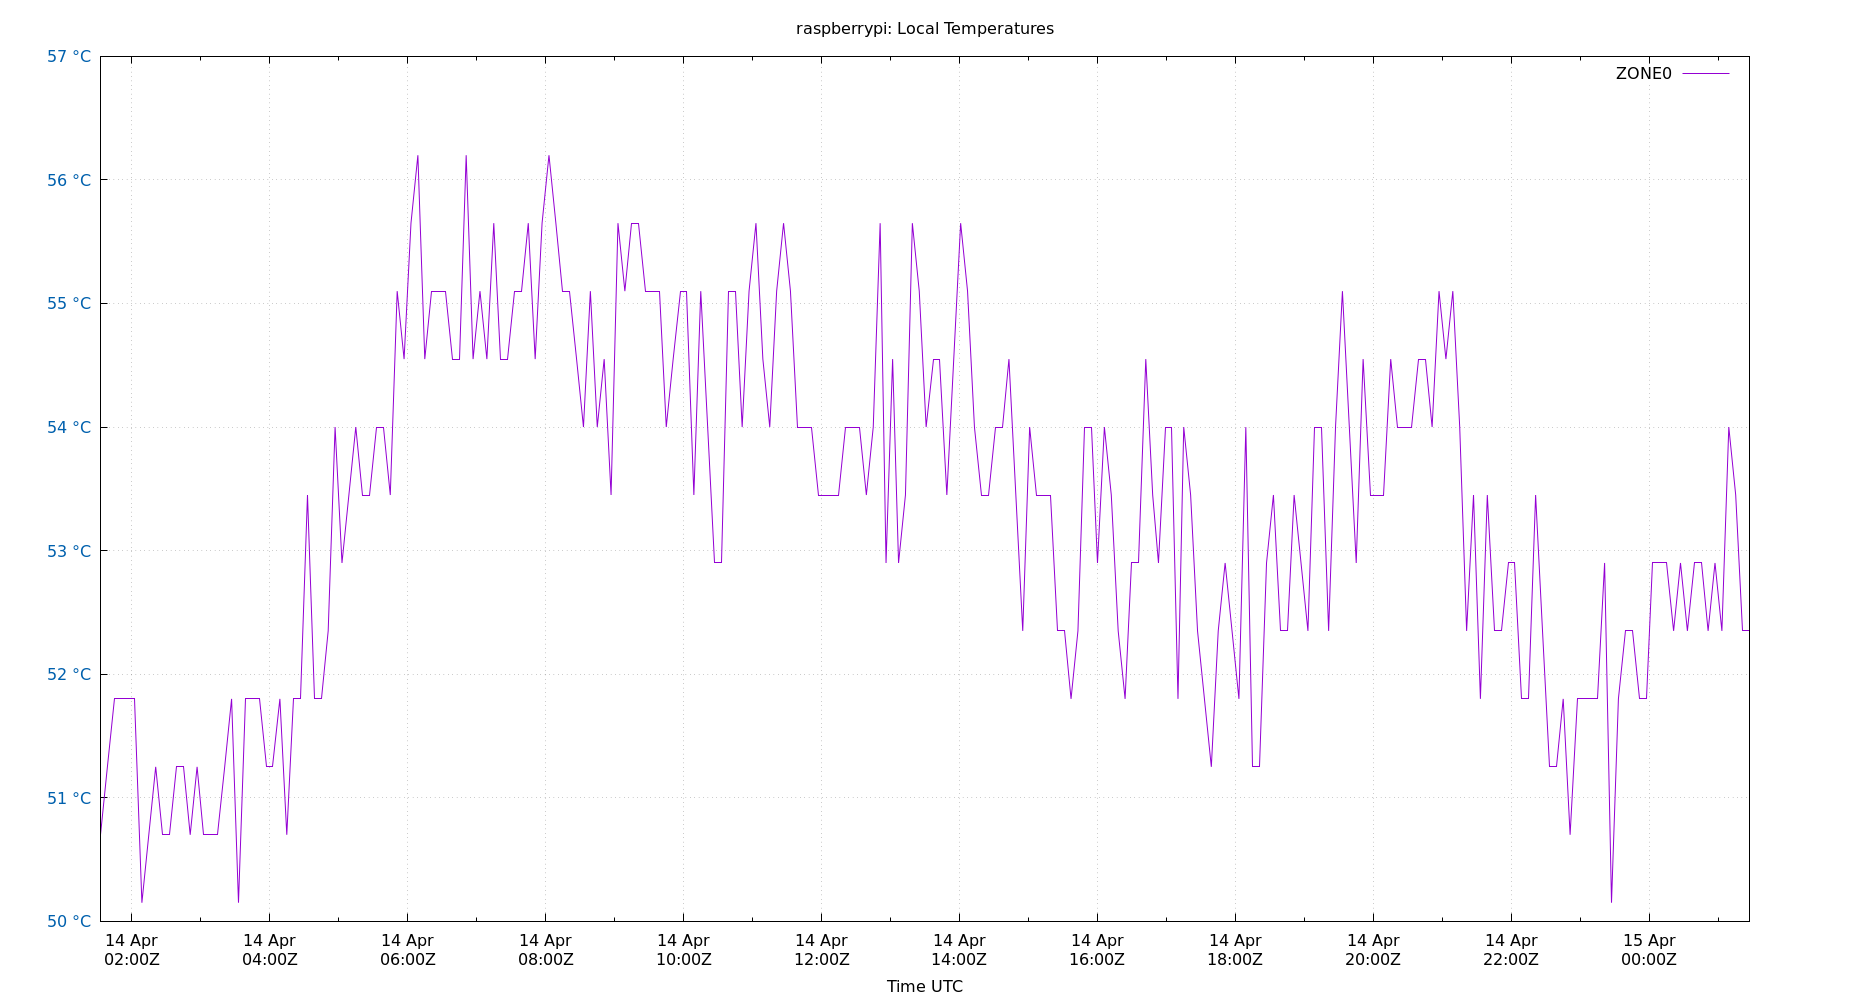 raspberrypi: Local Temperatures
57 °C
ZONE0
56 °C
55 °C
54 °C
53 °C
52 °C
51 °C
50 °C
14 Apr 14 Apr 14 Apr 14 Apr 14 Apr 14 Apr 14 Apr 14 Apr 14 Apr 14 Apr 14 Apr 15 Apr
02:00Z 04:00Z 06:00Z 08:00Z 10:00Z 12:00Z 14:00Z 16:00Z 18:00Z 20:00Z 22:00Z 00:00Z
Time UTC